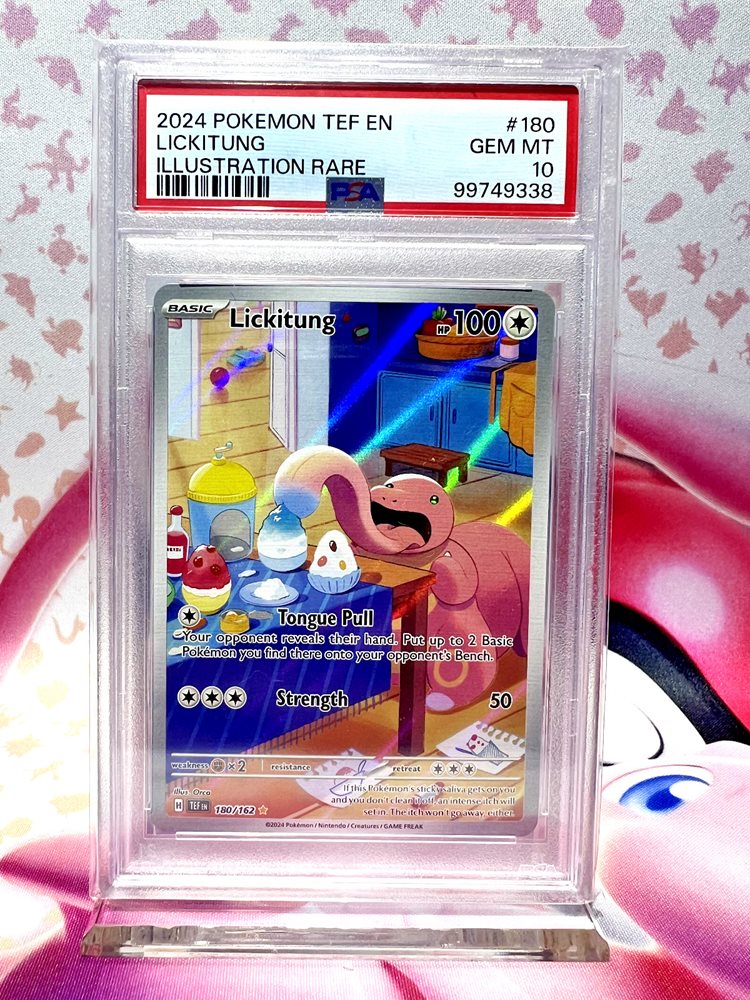 2024 POKEMON TEF EN #180
LICKITUNG GEM MT
ILLUSTRATION RARE 10
PSA 99749338
BASIC Lickitung HP 100
Tongue Pull
Your opponent reveals their hand. Put up to 2 Basic
Pokémon you find there onto your opponent's Bench.
Strength 50
weakness ×2 resistance retreat
Illus. Orca
H TEF EN 180/162
If this Pokémon's sticky saliva gets on you
and you don't clean it off, an intense itch will
set in. The itch won't go away either.
©2024 Pokémon / Nintendo / Creatures / GAME FREAK